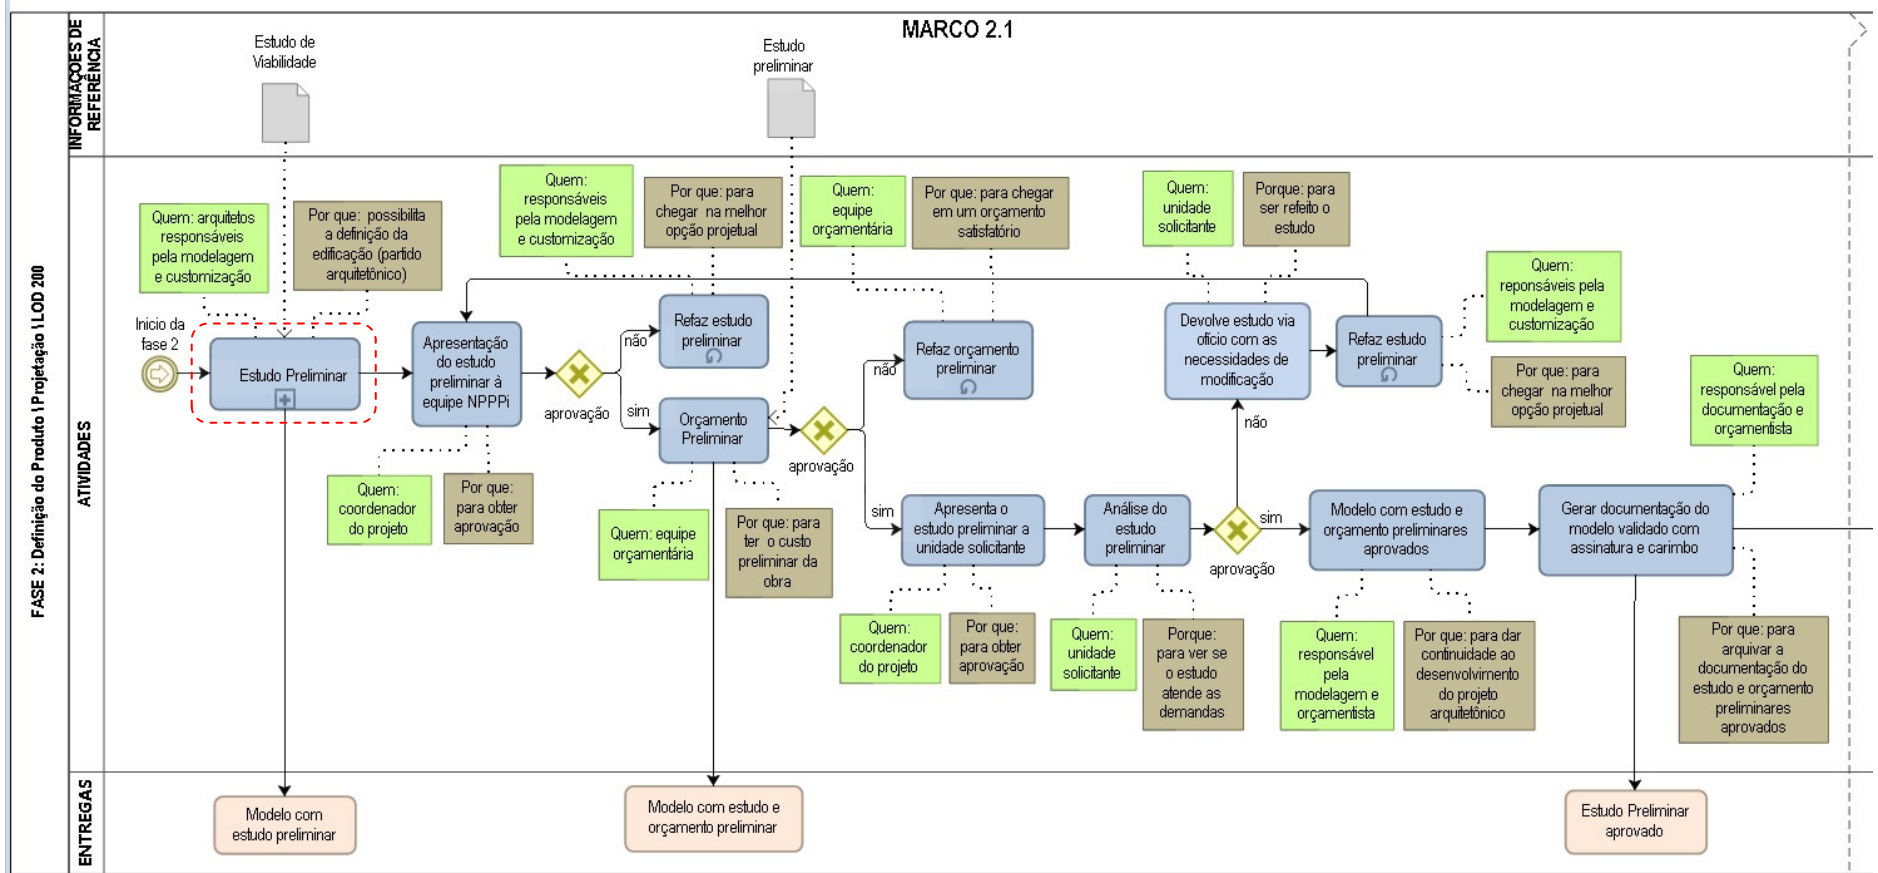 MARCO 2.1
FASE 2: Definição do Produto \ Projetação \ LOD 200
INFORMAÇOES DE
REFERÊNCIA
Estudo de
Viabilidade
Estudo
preliminar
ATIVIDADES
Quem: arquitetos
responsáveis
pela modelagem
e customização
Por que: possibilita
a definição da
edificação (partido
arquitetônico)
Quem:
responsáveis
pela modelagem
e customização
Por que: para
chegar na melhor
opção projetual
Quem:
equipe
orçamentária
Por que: para chegar
em um orçamento
satisfatório
Quem:
unidade
solicitante
Porque: para
ser refeito o
estudo
Quem:
reponsáveis pela
modelagem e
customização
Inicio da
fase 2
Estudo Preliminar
Apresentação
do estudo
preliminar à
equipe NPPPi
aprovação
não
sim
Refaz estudo
preliminar
Orçamento
Preliminar
aprovação
não
sim
Refaz orçamento
preliminar
Devolve estudo via
ofício com as
necessidades de
modificação
Refaz estudo
preliminar
Por que: para
chegar na melhor
opção projetual
Quem:
responsável pela
documentação e
orçamentista
não
Quem:
coordenador
do projeto
Por que:
para obter
aprovação
Quem: equipe
orçamentária
Por que: para
ter o custo
preliminar da
obra
Apresenta o
estudo preliminar a
unidade solicitante
Análise do
estudo
preliminar
aprovação
sim
Modelo com estudo e
orçamento preliminares
aprovados
Gerar documentação do
modelo validado com
assinatura e carimbo
Quem:
coordenador
do projeto
Por que:
para obter
aprovação
Quem:
unidade
solicitante
Porque:
para ver se
o estudo
atende as
demandas
Quem:
responsável
pela
modelagem e
orçamentista
Por que: para dar
continuidade ao
desenvolvimento
do projeto
arquitetônico
Por que: para
arquivar a
documentação do
estudo e orçamento
preliminares
aprovados
ENTREGAS
Modelo com
estudo preliminar
Modelo com estudo e
orçamento preliminar
Estudo Preliminar
aprovado